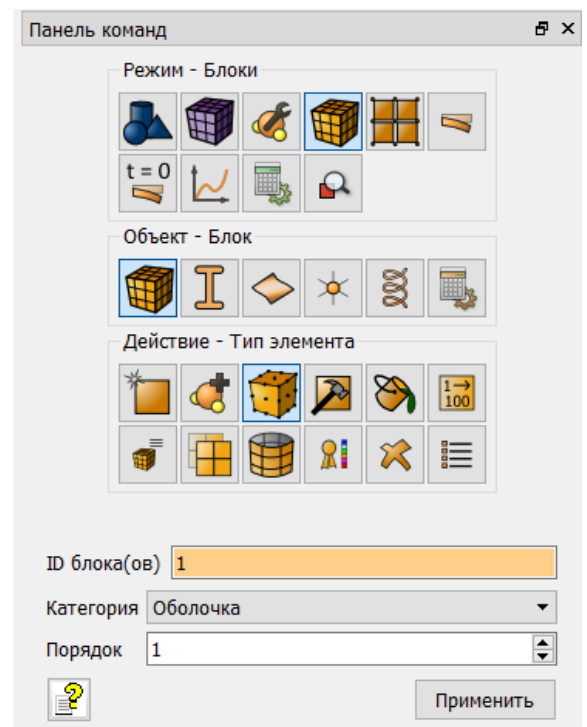 Панель команд
Режим - Блоки
t = 0
Объект - Блок
Действие - Тип элемента
1→
100
ID блока(ов) 1
Категория Оболочка
Порядок 1
Применить